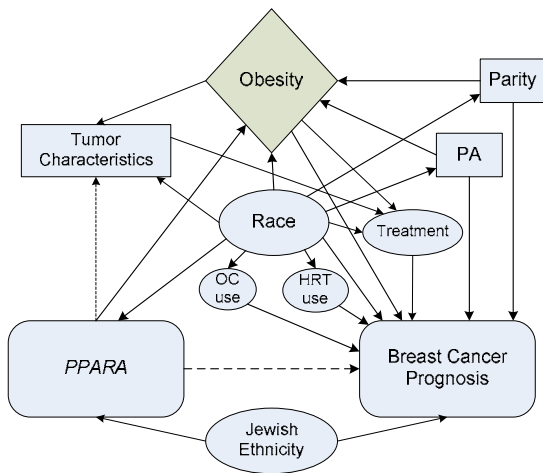 Obesity
Parity
Tumor
Characteristics
PA
Race
Treatment
OC
use
HRT
use
PPARA
Breast Cancer
Prognosis
Jewish
Ethnicity